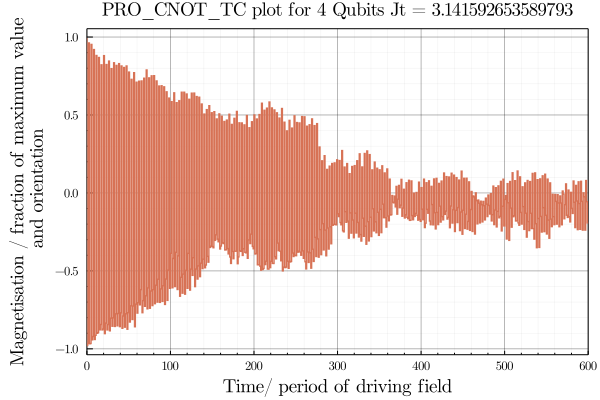 PRO_CNOT_TC plot for 4 Qubits Jt = 3.141592653589793
Magnetisation / fraction of maximum value
and orientation
1.0
0.5
0.0
−0.5
−1.0
0 100 200 300 400 500 600
Time/ period of driving field